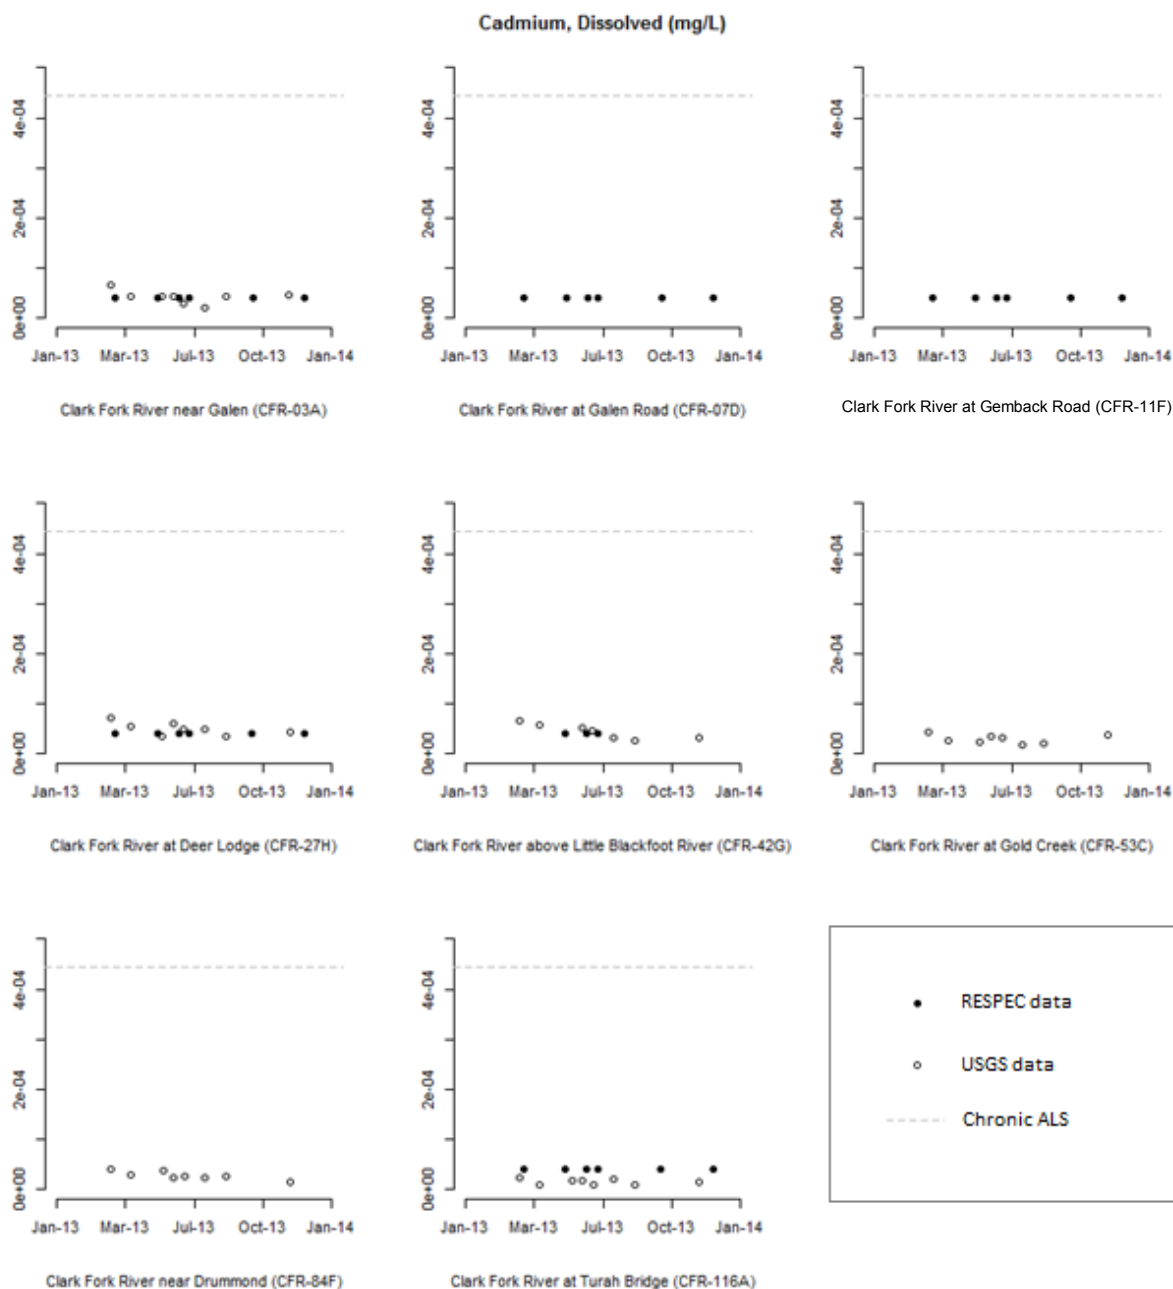 Cadmium, Dissolved (mg/L)
0e+00 2e-04 4e-04
Jan-13 Mar-13 Jul-13 Oct-13 Jan-14
Clark Fork River near Galen (CFR-03A)
0e+00 2e-04 4e-04
Jan-13 Mar-13 Jul-13 Oct-13 Jan-14
Clark Fork River at Galen Road (CFR-07D)
0e+00 2e-04 4e-04
Jan-13 Mar-13 Jul-13 Oct-13 Jan-14
Clark Fork River at Gemback Road (CFR-11F)
0e+00 2e-04 4e-04
Jan-13 Mar-13 Jul-13 Oct-13 Jan-14
Clark Fork River at Deer Lodge (CFR-27H)
0e+00 2e-04 4e-04
Jan-13 Mar-13 Jul-13 Oct-13 Jan-14
Clark Fork River above Little Blackfoot River (CFR-42G)
0e+00 2e-04 4e-04
Jan-13 Mar-13 Jul-13 Oct-13 Jan-14
Clark Fork River at Gold Creek (CFR-53C)
0e+00 2e-04 4e-04
Jan-13 Mar-13 Jul-13 Oct-13 Jan-14
Clark Fork River near Drummond (CFR-84F)
0e+00 2e-04 4e-04
Jan-13 Mar-13 Jul-13 Oct-13 Jan-14
Clark Fork River at Turah Bridge (CFR-116A)
RESPEC data
USGS data
Chronic ALS